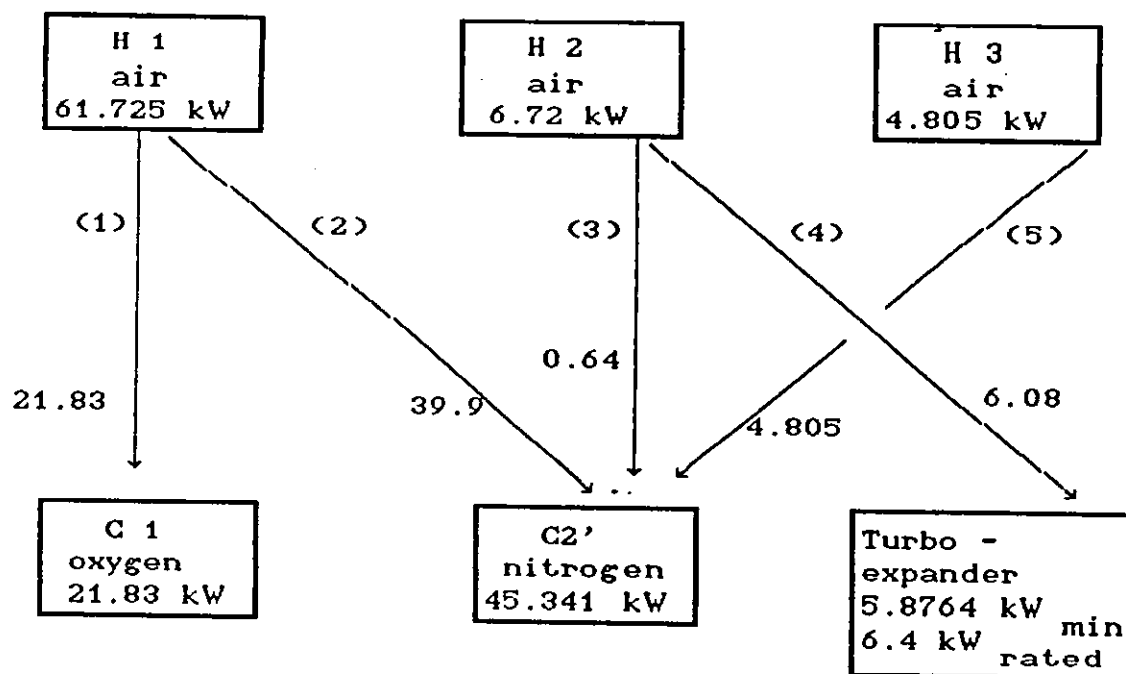 H 1
air
61.725 kW
H 2
air
6.72 kW
H 3
air
4.805 kW
(1)
(2)
(3)
(4)
(5)
21.83
39.9
0.64
4.805
6.08
C 1
oxygen
21.83 kW
C2'
nitrogen
45.341 kW
Turbo -
expander
5.8764 kW min
6.4 kW rated